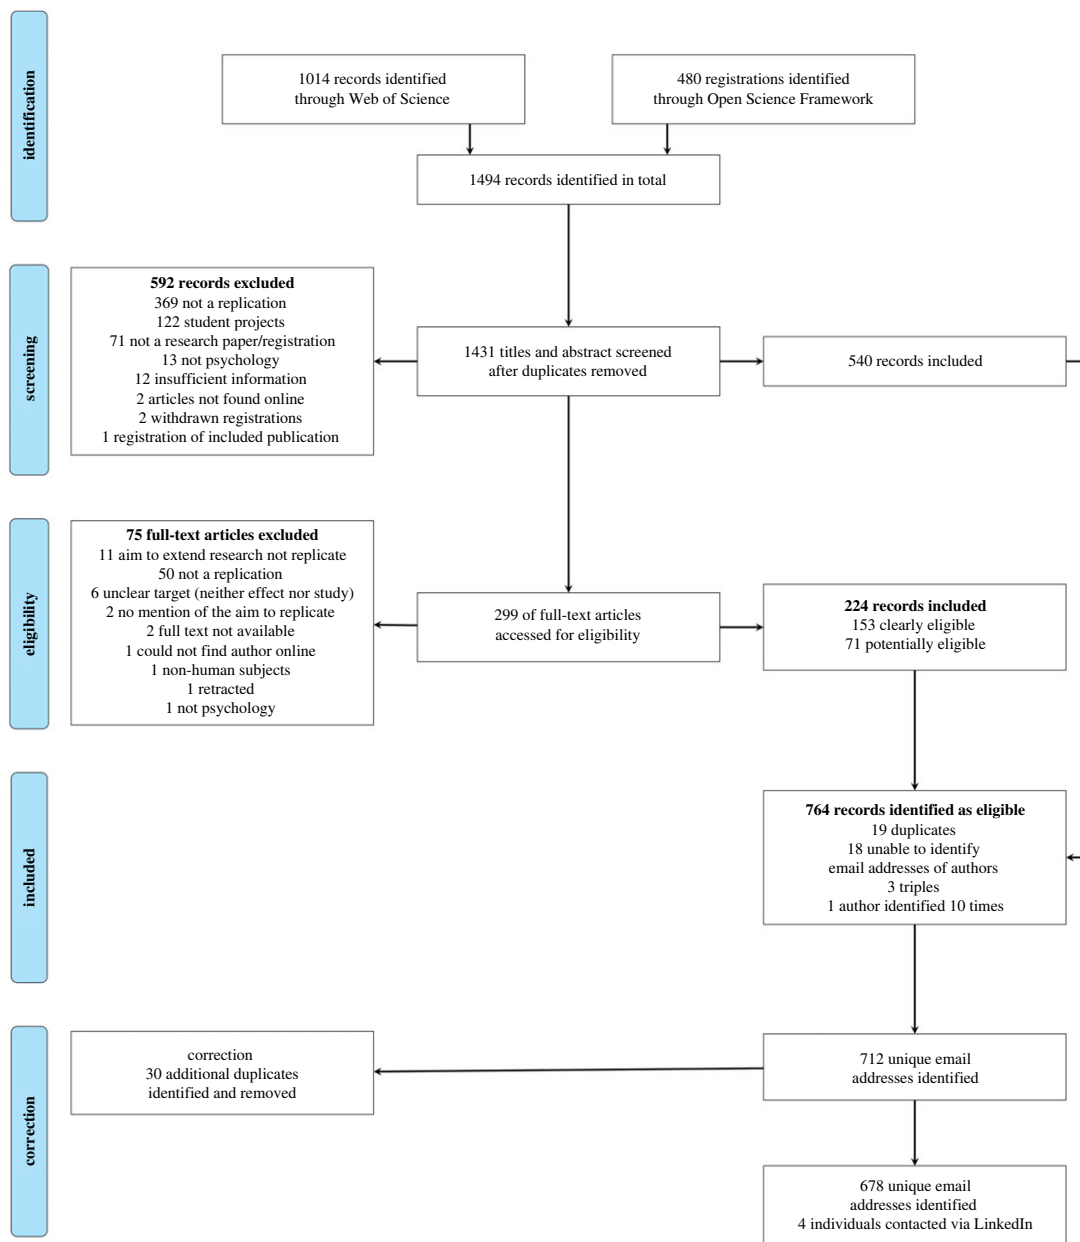 identification
1014 records identified
through Web of Science
480 registrations identified
through Open Science Framework
1494 records identified in total
screening
592 records excluded
369 not a replication
122 student projects
71 not a research paper/registration
13 not psychology
12 insufficient information
2 articles not found online
2 withdrawn registrations
1 registration of included publication
1431 titles and abstract screened
after duplicates removed
540 records included
eligibility
75 full-text articles excluded
11 aim to extend research not replicate
50 not a replication
6 unclear target (neither effect nor study)
2 no mention of the aim to replicate
2 full text not available
1 could not find author online
1 non-human subjects
1 retracted
1 not psychology
299 of full-text articles
accessed for eligibility
224 records included
153 clearly eligible
71 potentially eligible
included
764 records identified as eligible
19 duplicates
18 unable to identify
email addresses of authors
3 triples
1 author identified 10 times
correction
correction
30 additional duplicates
identified and removed
712 unique email
addresses identified
678 unique email
addresses identified
4 individuals contacted via LinkedIn